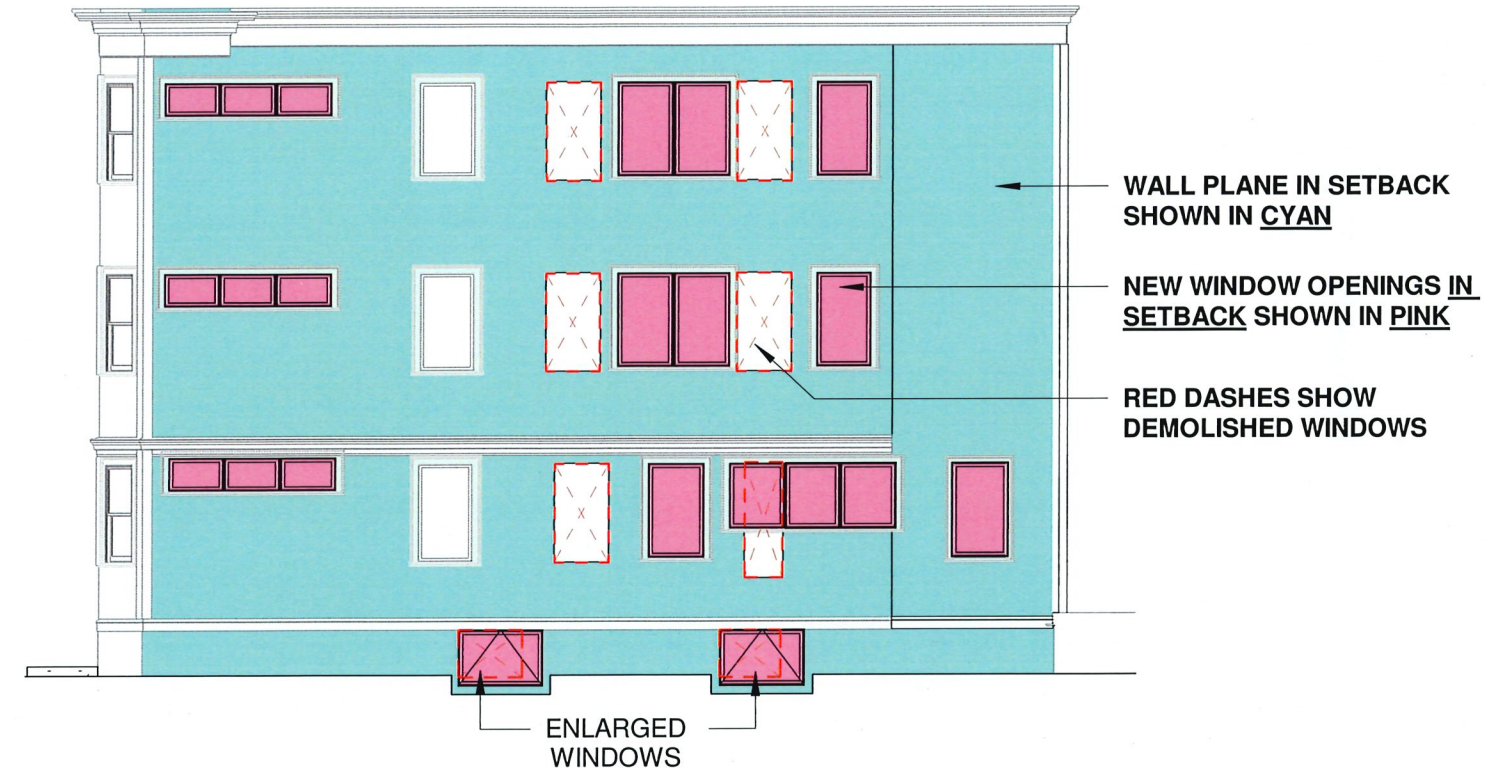 WALL PLANE IN SETBACK
SHOWN IN CYAN
NEW WINDOW OPENINGS IN
SETBACK SHOWN IN PINK
RED DASHES SHOW
DEMOLISHED WINDOWS
ENLARGED
WINDOWS